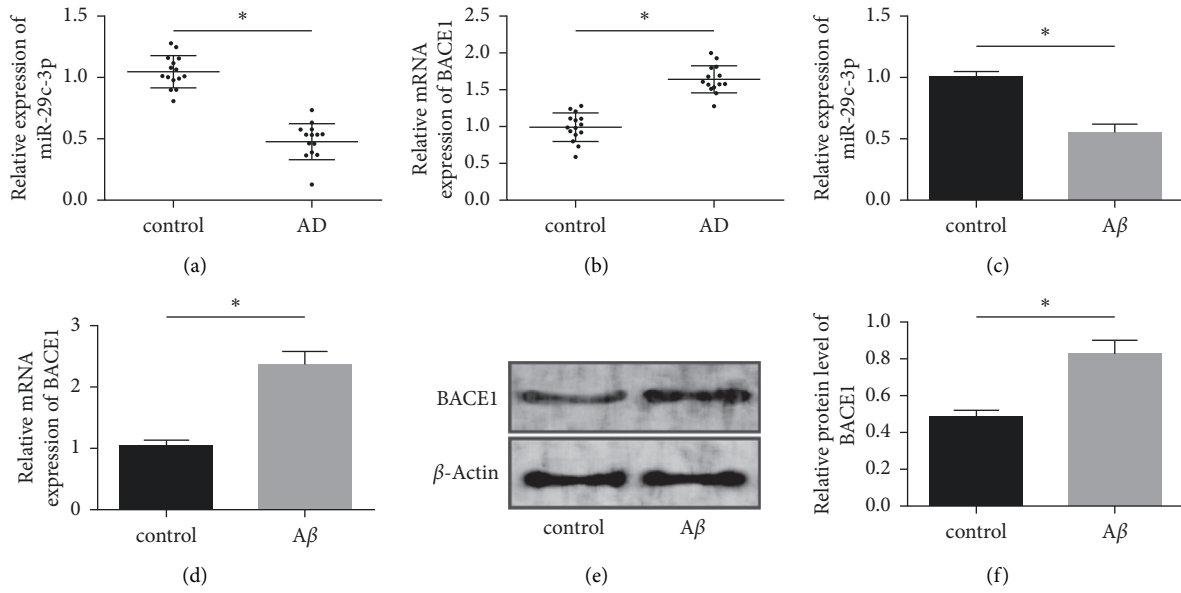 Relative expression of
miR-29c-3p
1.5
1.0
0.5
0.0
*
control
AD
(a)
Relative mRNA
expression of BACE1
2.5
2.0
1.5
1.0
0.5
0.0
*
control
AD
(b)
Relative expression of
miR-29c-3p
1.5
1.0
0.5
0.0
*
control
Aβ
(c)
Relative mRNA
expression of BACE1
3
2
1
0
*
control
Aβ
(d)
BACE1
β-Actin
control
Aβ
(e)
Relative protein level of
BACE1
1.0
0.8
0.6
0.4
0.2
0.0
*
control
Aβ
(f)